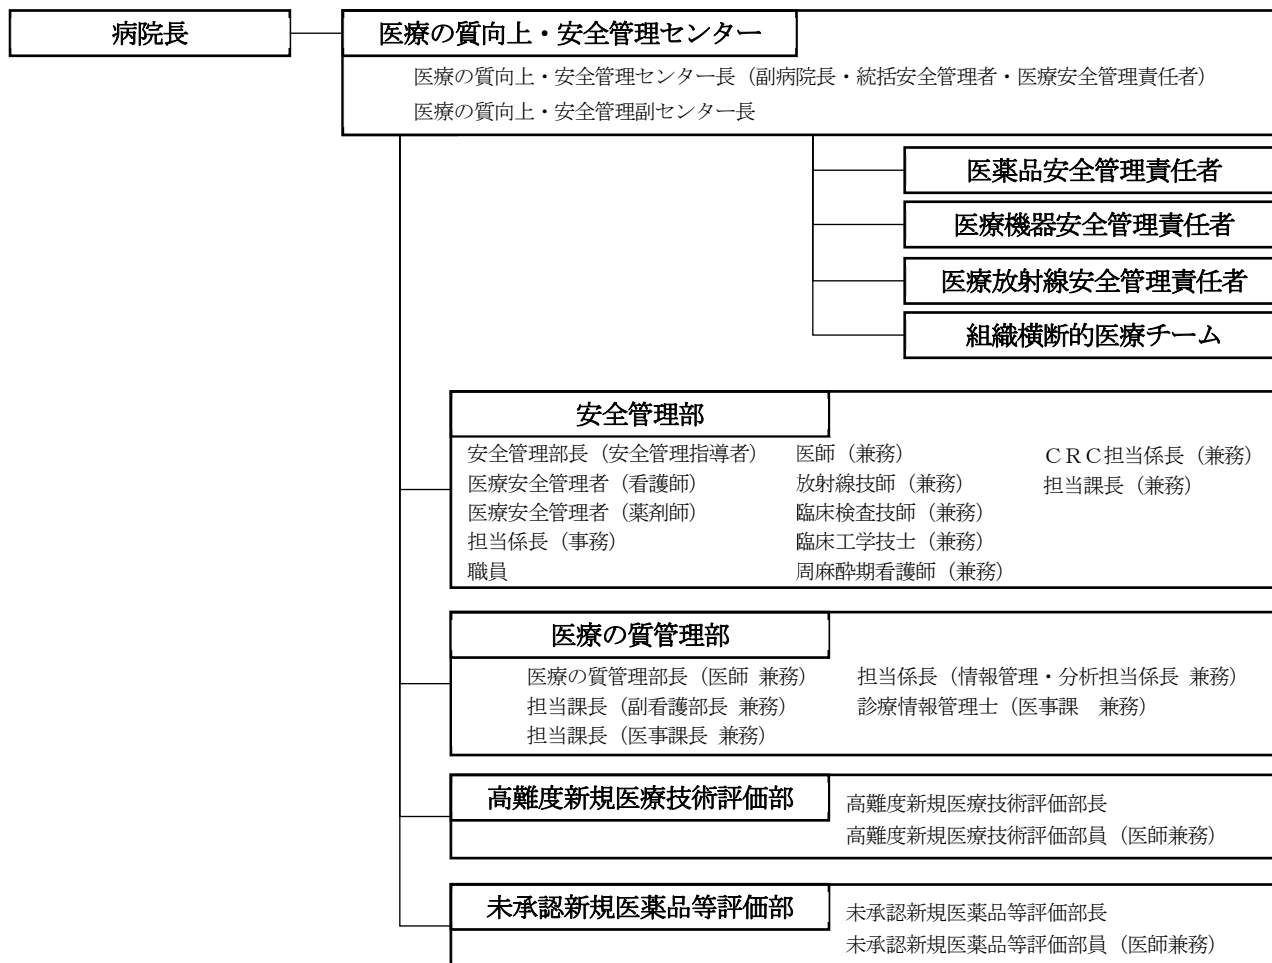 病院長
医療の質向上・安全管理センター
医療の質向上・安全管理センター長（副病院長・統括安全管理者・医療安全管理責任者）
医療の質向上・安全管理副センター長
医薬品安全管理責任者
医療機器安全管理責任者
医療放射線安全管理責任者
組織横断的医療チーム
安全管理部
安全管理部長（安全管理指導者）
医療安全管理者（看護師）
医療安全管理者（薬剤師）
担当係長（事務）
職員
医師（兼務）
放射線技師（兼務）
臨床検査技師（兼務）
臨床工学技士（兼務）
周麻酔期看護師（兼務）
ＣＲＣ担当係長（兼務）
担当課長（兼務）
医療の質管理部
医療の質管理部長（医師 兼務）
担当課長（副看護部長 兼務）
担当課長（医事課長 兼務）
担当係長（情報管理・分析担当係長 兼務）
診療情報管理士（医事課　兼務）
高難度新規医療技術評価部
高難度新規医療技術評価部長
高難度新規医療技術評価部員（医師兼務）
未承認新規医薬品等評価部
未承認新規医薬品等評価部長
未承認新規医薬品等評価部員（医師兼務）